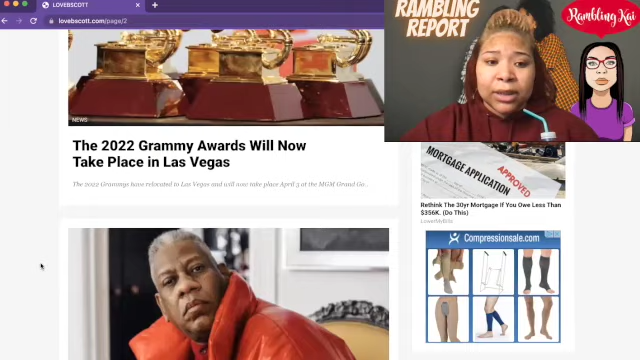 LOVEBSCOTT
lovebscott.com/page/2
RAMBLING
REPORT
Rambling Kai
NEWS
The 2022 Grammy Awards Will Now
Take Place in Las Vegas
The 2022 Grammys have relocated to Las Vegas and will now take place April 3 at the MGM Grand Ga...
MORTGAGE APPLICATION
APPROVED
Rethink The 30yr Mortgage If You Owe Less Than
$356K. (Do This)
LowerMyBills
Compressionsale.com